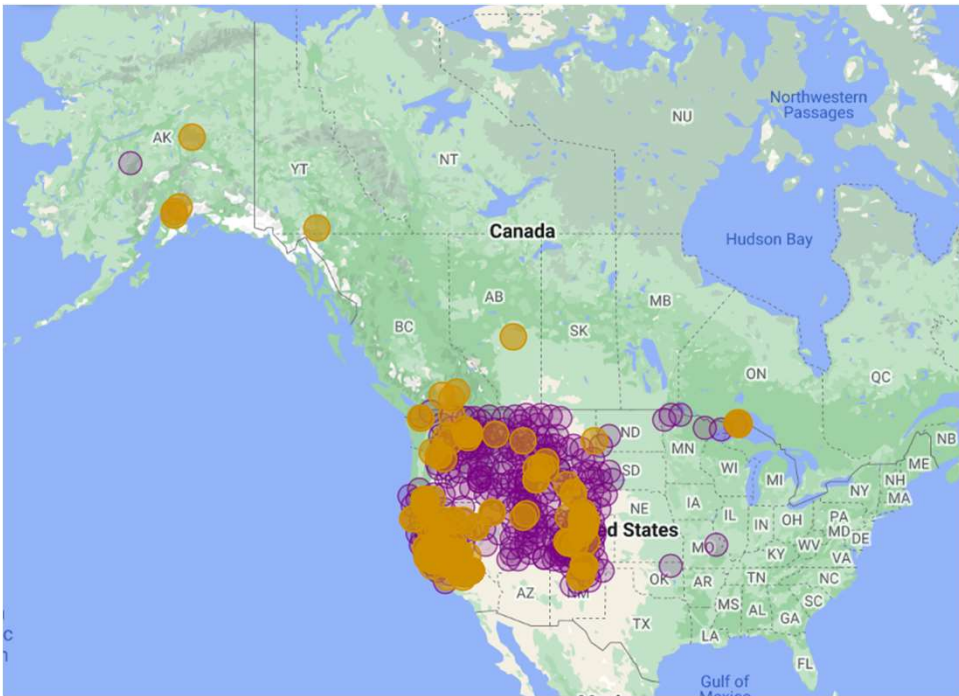 Northwestern
Passages
NU
AK
NT
YT
Canada
Hudson Bay
AB
MB
SK
BC
ON
QC
ND
NB
MN
ME
SD
WI
MI
NH
NY
MA
IA
NE
IL
IN
OH
PA
d States
MD
DE
MO
WV
KY
VA
OK
AR
TN
NC
AZ
NM
SC
MS
AL
GA
TX
LA
FL
Gulf of